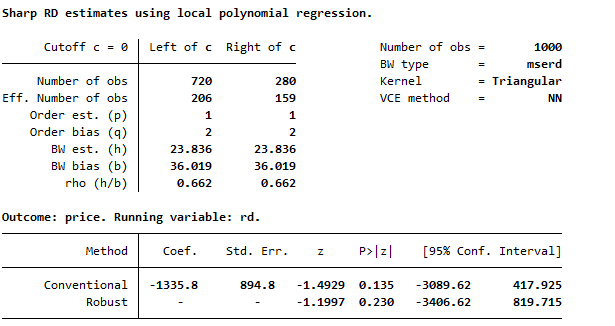 Sharp RD estimates using local polynomial regression.
Cutoff c = 0 | Left of c Right of c Number of obs = 1000
BW type = mserd
Number of obs | 720 280 Kernel = Triangular
Eff. Number of obs | 206 159 VCE method = NN
Order est. (p) | 1 1
Order bias (q) | 2 2
BW est. (h) | 23.836 23.836
BW bias (b) | 36.019 36.019
rho (h/b) | 0.662 0.662
Outcome: price. Running variable: rd.
Method | Coef. Std. Err. z P>|z| [95% Conf. Interval]
Conventional | -1335.8 894.8 -1.4929 0.135 -3089.62 417.925
Robust | - - -1.1997 0.230 -3406.62 819.715